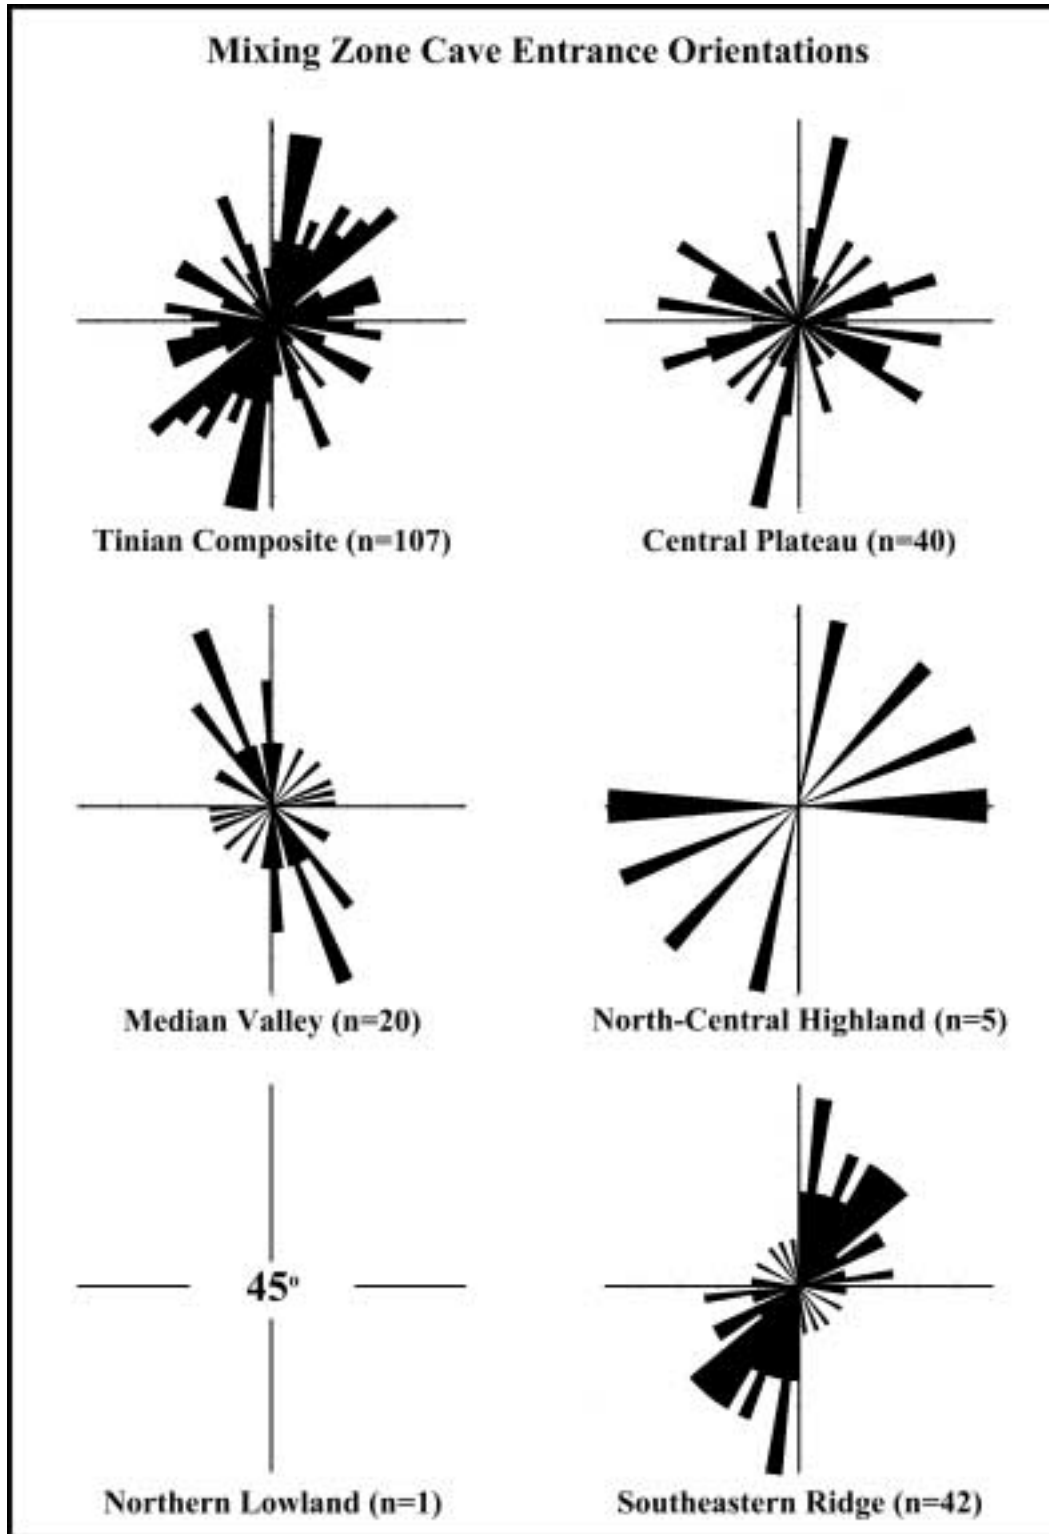 Mixing Zone Cave Entrance Orientations
Tinian Composite (n=107)
Central Plateau (n=40)
Median Valley (n=20)
North-Central Highland (n=5)
45°
Northern Lowland (n=1)
Southeastern Ridge (n=42)